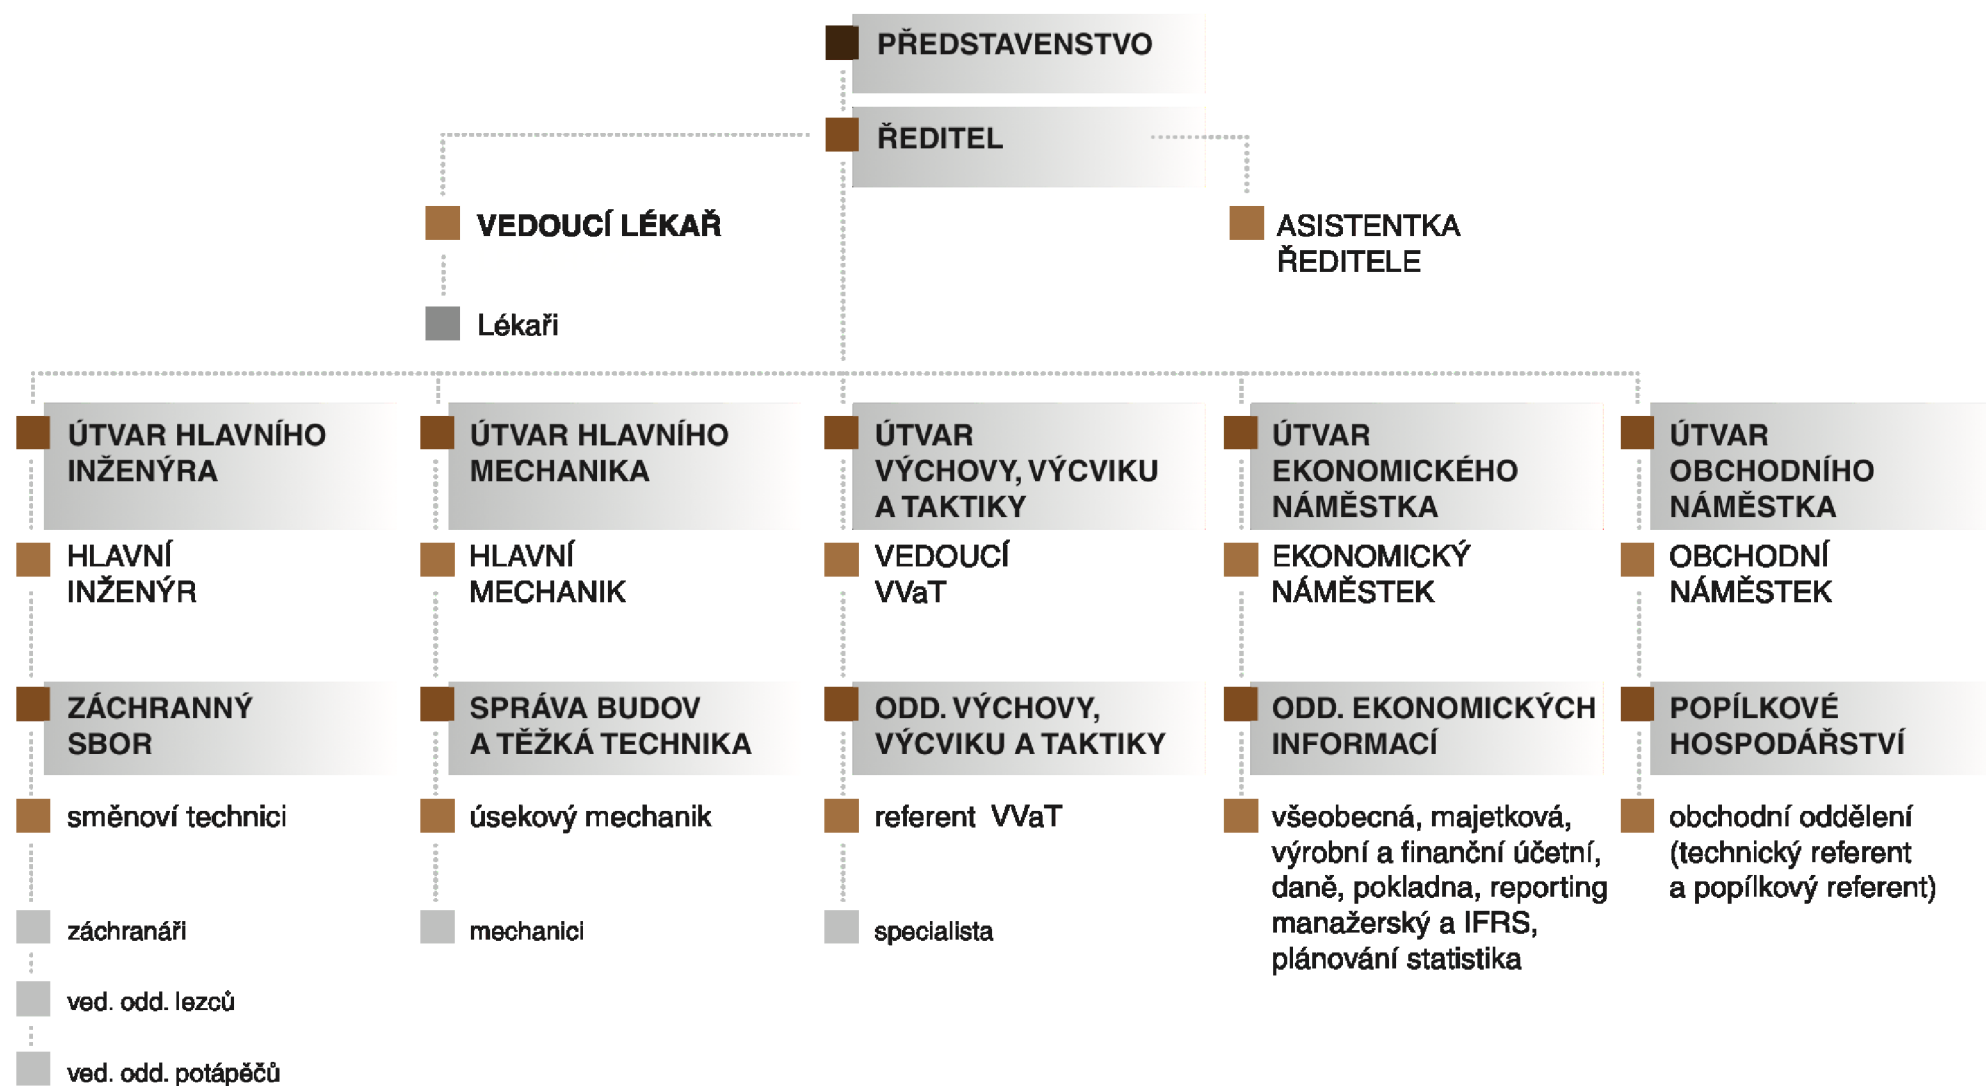 PŘEDSTAVENSTVO
ŘEDITEL
VEDOUCÍ LÉKAŘ
ASISTENTKA
ŘEDITELE
Lékaři
ÚTVAR HLAVNÍHO
INŽENÝRA
ÚTVAR HLAVNÍHO
MECHANIKA
ÚTVAR
VÝCHOVY, VÝCVIKU
A TAKTIKY
ÚTVAR
EKONOMICKÉHO
NÁMĚSTKA
ÚTVAR
OBCHODNÍHO
NÁMĚSTKA
HLAVNÍ
INŽENÝR
HLAVNÍ
MECHANIK
VEDOUCÍ
VVaT
EKONOMICKÝ
NÁMĚSTEK
OBCHODNÍ
NÁMĚSTEK
ZÁCHRANNÝ
SBOR
SPRÁVA BUDOV
A TĚŽKÁ TECHNIKA
ODD. VÝCHOVY,
VÝCVIKU A TAKTIKY
ODD. EKONOMICKÝCH
INFORMACÍ
POPÍLKOVÉ
HOSPODÁŘSTVÍ
směnoví technici
úsekový mechanik
referent VVaT
všeobecná, majetková,
výrobní a finanční účetní,
daně, pokladna, reporting
manažerský a IFRS,
plánování statistika
obchodní oddělení
(technický referent
a popílkový referent)
záchranáři
mechanici
specialista
ved. odd. lezců
ved. odd. potápěčů